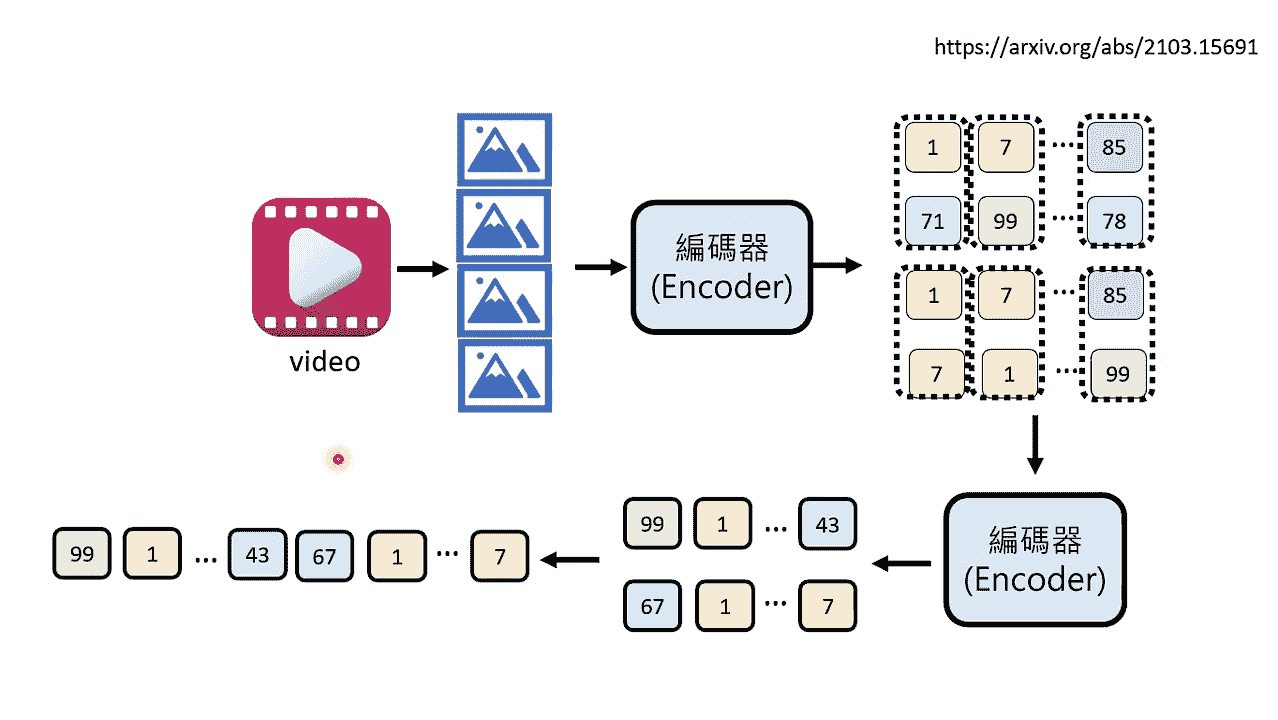 https://arxiv.org/abs/2103.15691
1 7 ... 85
71 99 ... 78
1 7 ... 85
7 1 ... 99
編碼器
(Encoder)
video
編碼器
(Encoder)
99 1 ... 43
67 1 ... 7
99 1 ... 43 67 1 ... 7